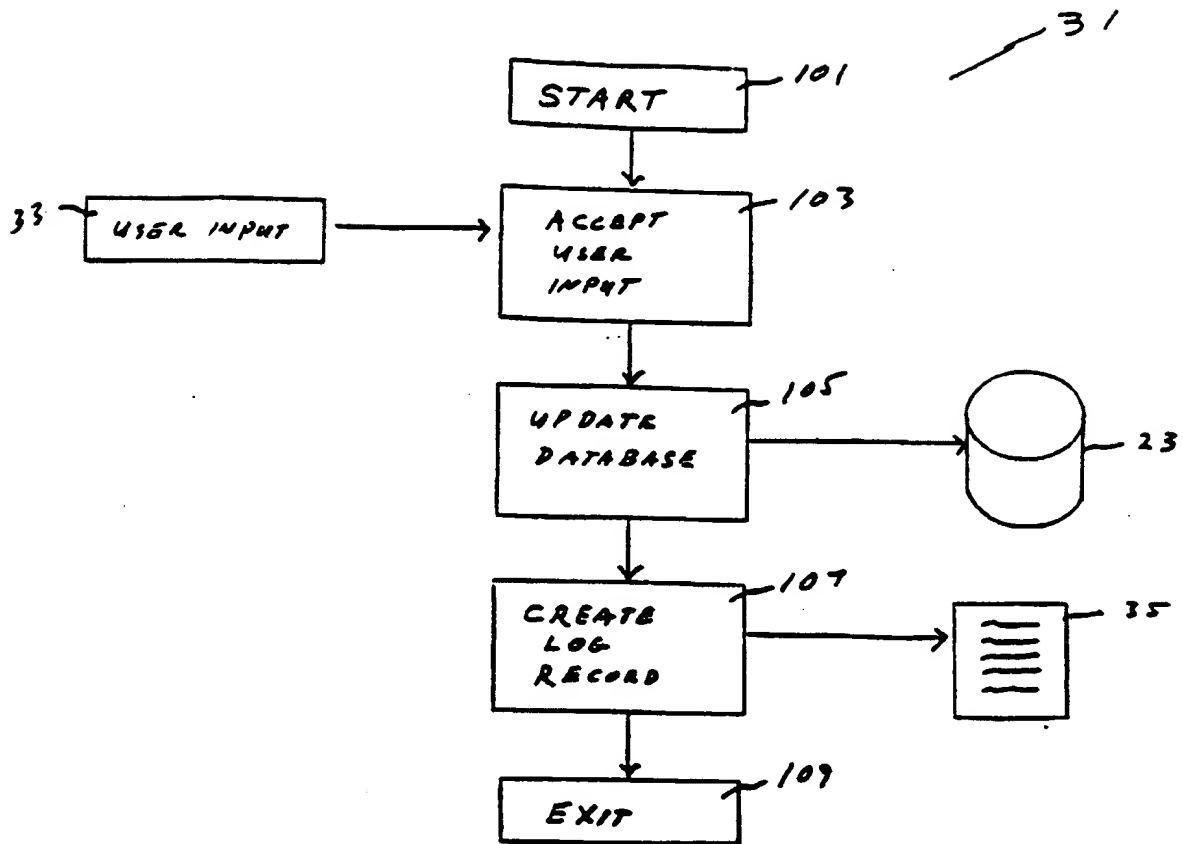 31
START
101
33
USER INPUT
ACCEPT
USER
INPUT
103
UPDATE
DATABASE
105
23
CREATE
LOG
RECORD
107
35
EXIT
109